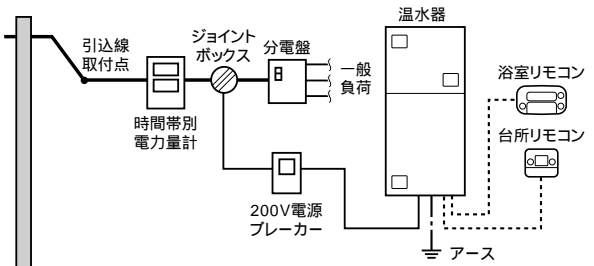 温水器
ジョイント
ボックス
分電盤
引込線
取付点
一般
負荷
浴室リモコン
時間帯別
電力量計
台所リモコン
200V電源
ブレーカー
アース